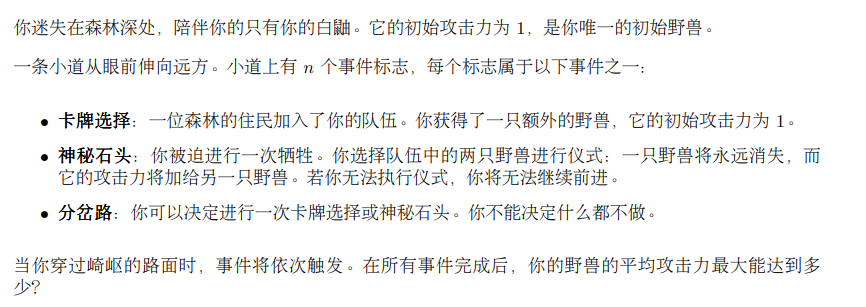 你迷失在森林深处，陪伴你的只有你的白鼬。它的初始攻击力为 1，是你唯一的初始野兽。
一条小道从眼前伸向远方。小道上有 n 个事件标志，每个标志属于以下事件之一：
• 卡牌选择：一位森林的住民加入了你的队伍。你获得了一只额外的野兽，它的初始攻击力为 1。
• 神秘石头：你被迫进行一次牺牲。你选择队伍中的两只野兽进行仪式：一只野兽将永远消失，而
它的攻击力将加给另一只野兽。若你无法执行仪式，你将无法继续前进。
• 分岔路：你可以决定进行一次卡牌选择或神秘石头。你不能决定什么都不做。
当你穿过崎岖的路面时，事件将依次触发。在所有事件完成后，你的野兽的平均攻击力最大能达到多
少？